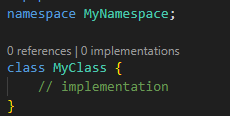 namespace MyNamespace;
0 references | 0 implementations
class MyClass {
// implementation
}